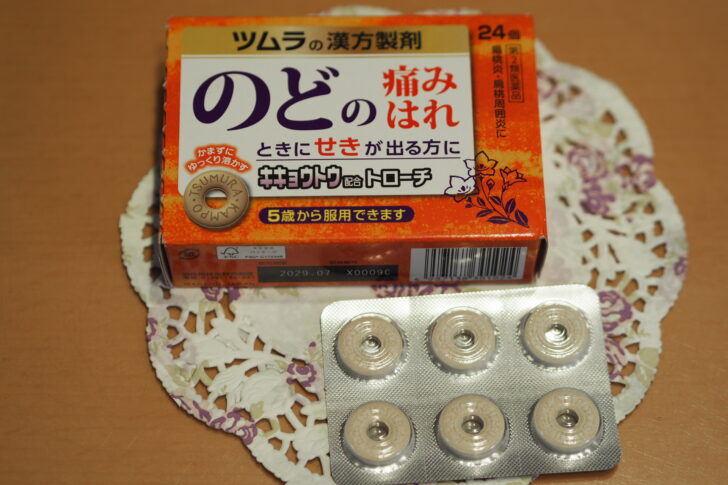 ツムラの漢方製剤
24個
第2類医薬品
扁桃炎・扁桃周囲炎に
のどの痛み
はれ
ときにせきが出る方に
かまずに
ゆっくり溶かす
キキョウトウ配合トローチ
TSUMURA KAMPO
5歳から服用できます
2029.07 X0009C